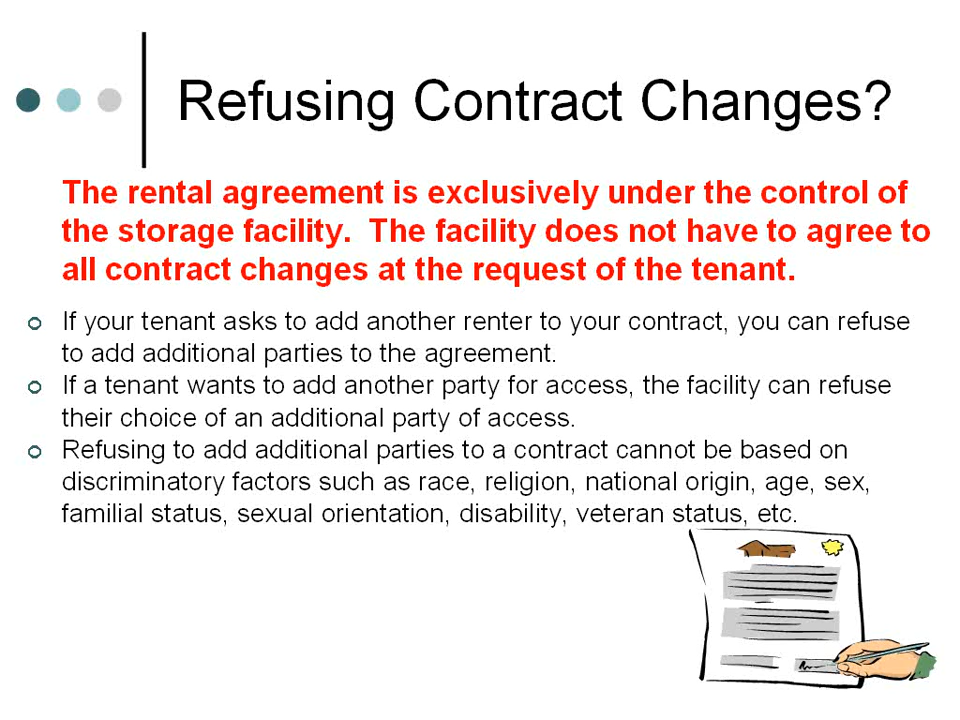 Refusing Contract Changes?
The rental agreement is exclusively under the control of
the storage facility.  The facility does not have to agree to
all contract changes at the request of the tenant.
If your tenant asks to add another renter to your contract, you can refuse
to add additional parties to the agreement.
If a tenant wants to add another party for access, the facility can refuse
their choice of an additional party of access.
Refusing to add additional parties to a contract cannot be based on
discriminatory factors such as race, religion, national origin, age, sex,
familial status, sexual orientation, disability, veteran status, etc.